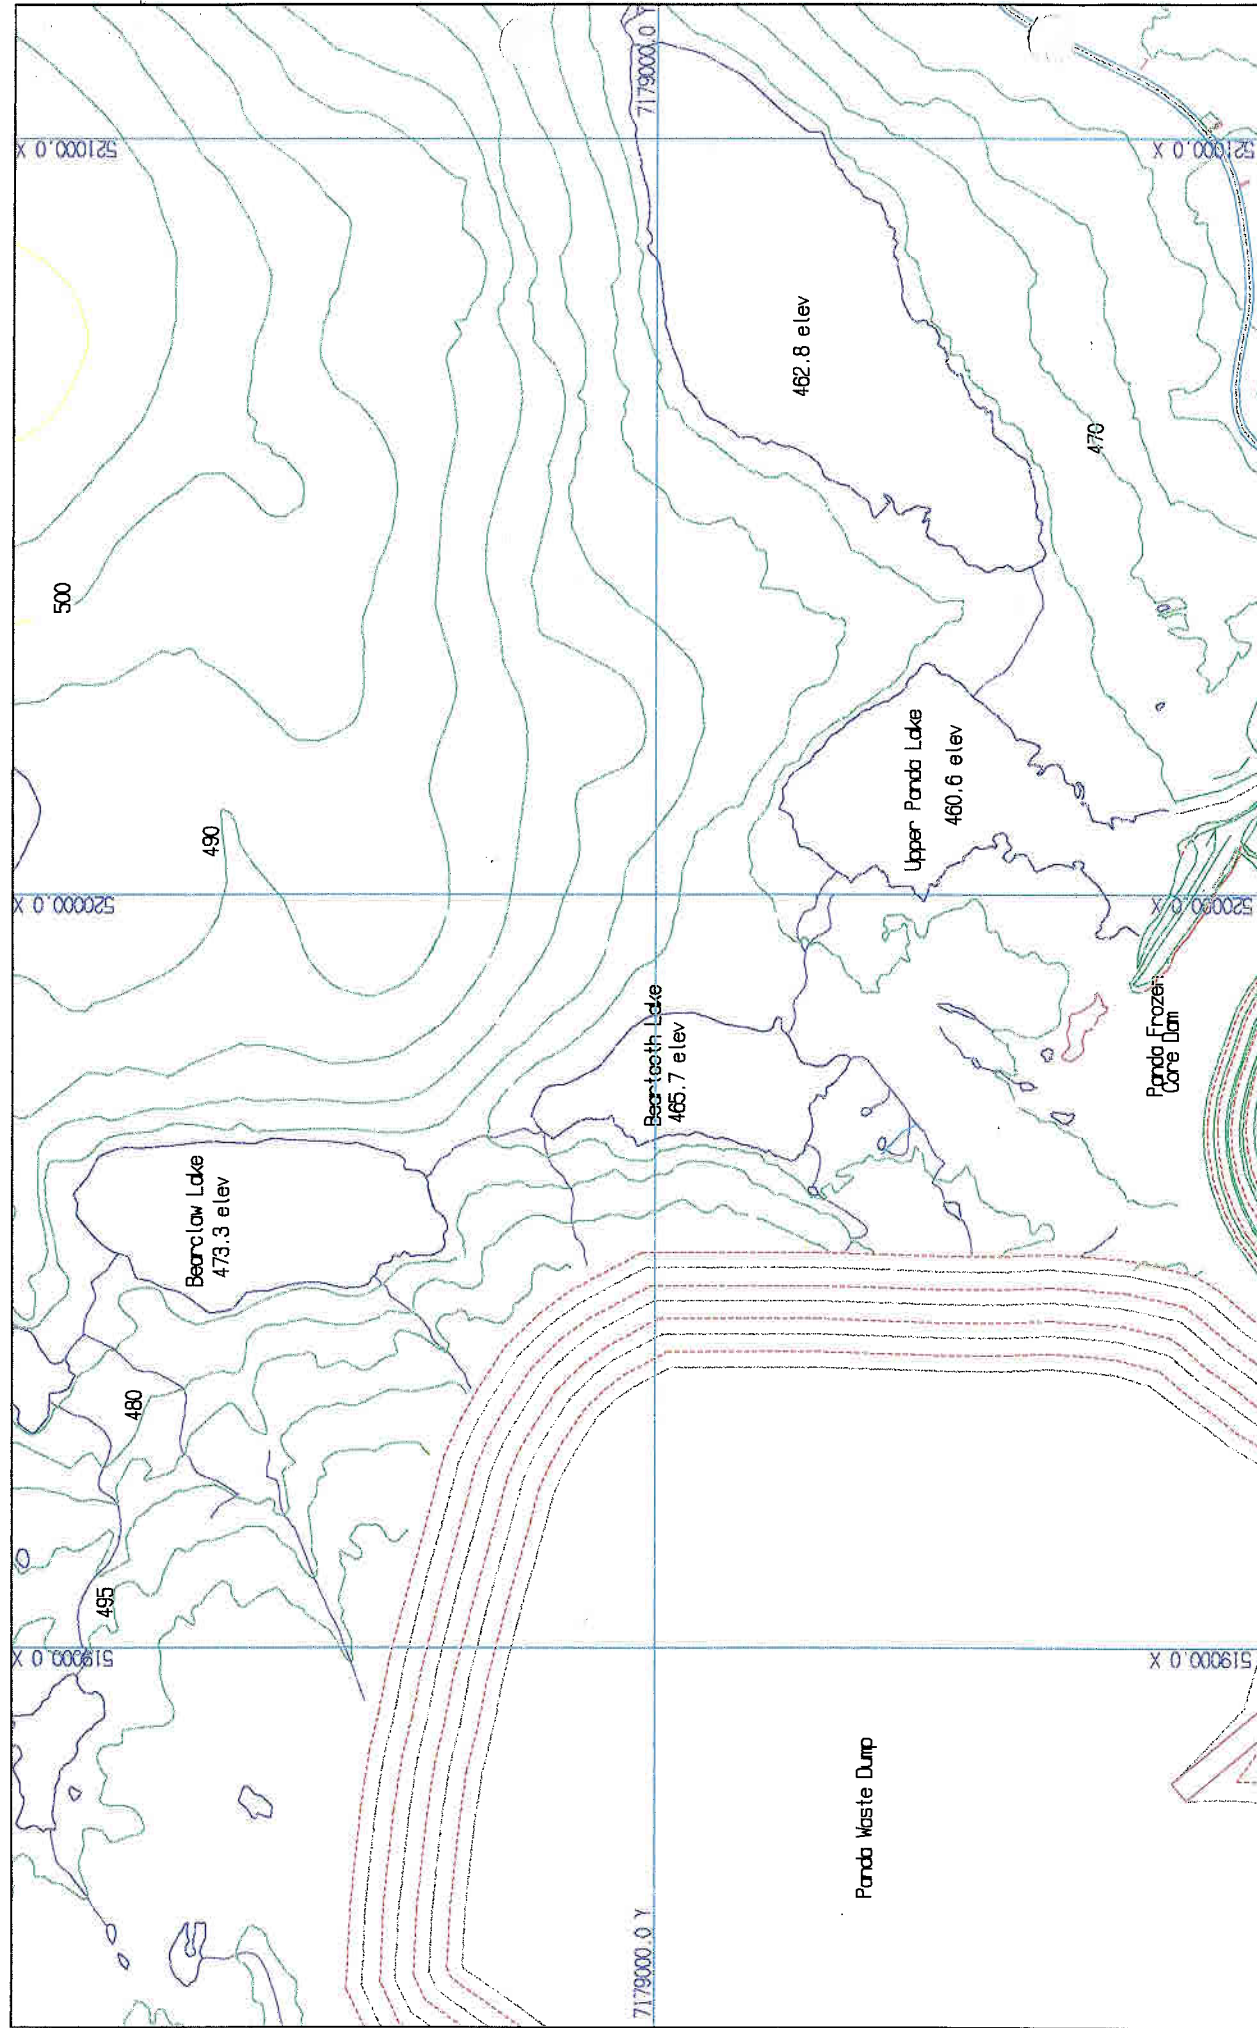 7179000.0 Y
521000.0 X
521000.0 X
462.8 elev
470
500
490
Upper Panda Lake
460.6 elev
520000.0 X
520000.0 X
Beartooth Lake
465.7 elev
Panda Frozen
Core Dam
Bearclaw Lake
473.3 elev
480
495
519000.0 X
519000.0 X
Panda Waste Dump
7179000.0 Y